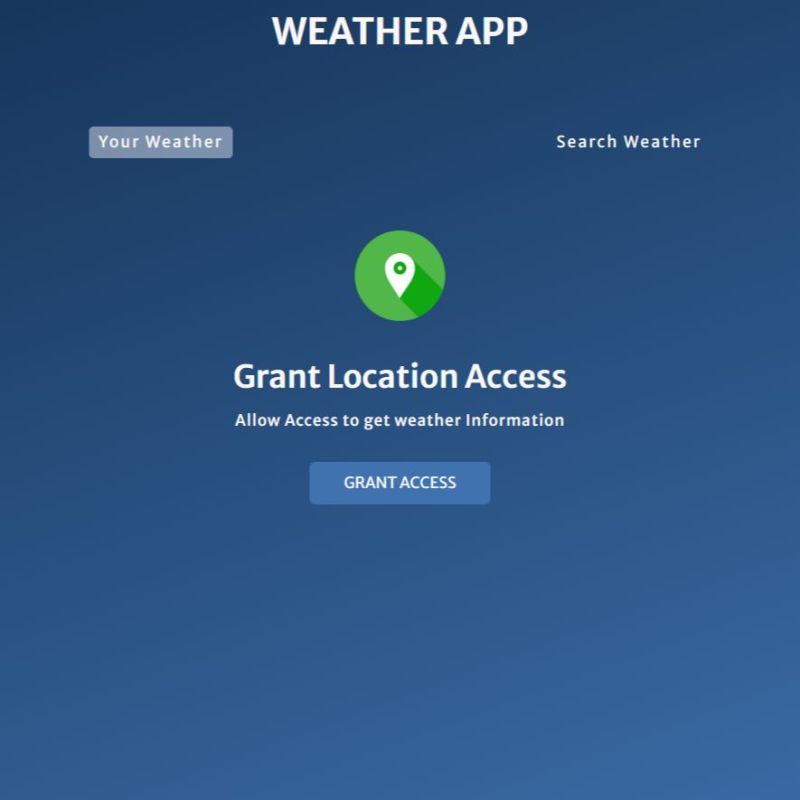 WEATHER APP
Your Weather
Search Weather
Grant Location Access
Allow Access to get weather Information
GRANT ACCESS